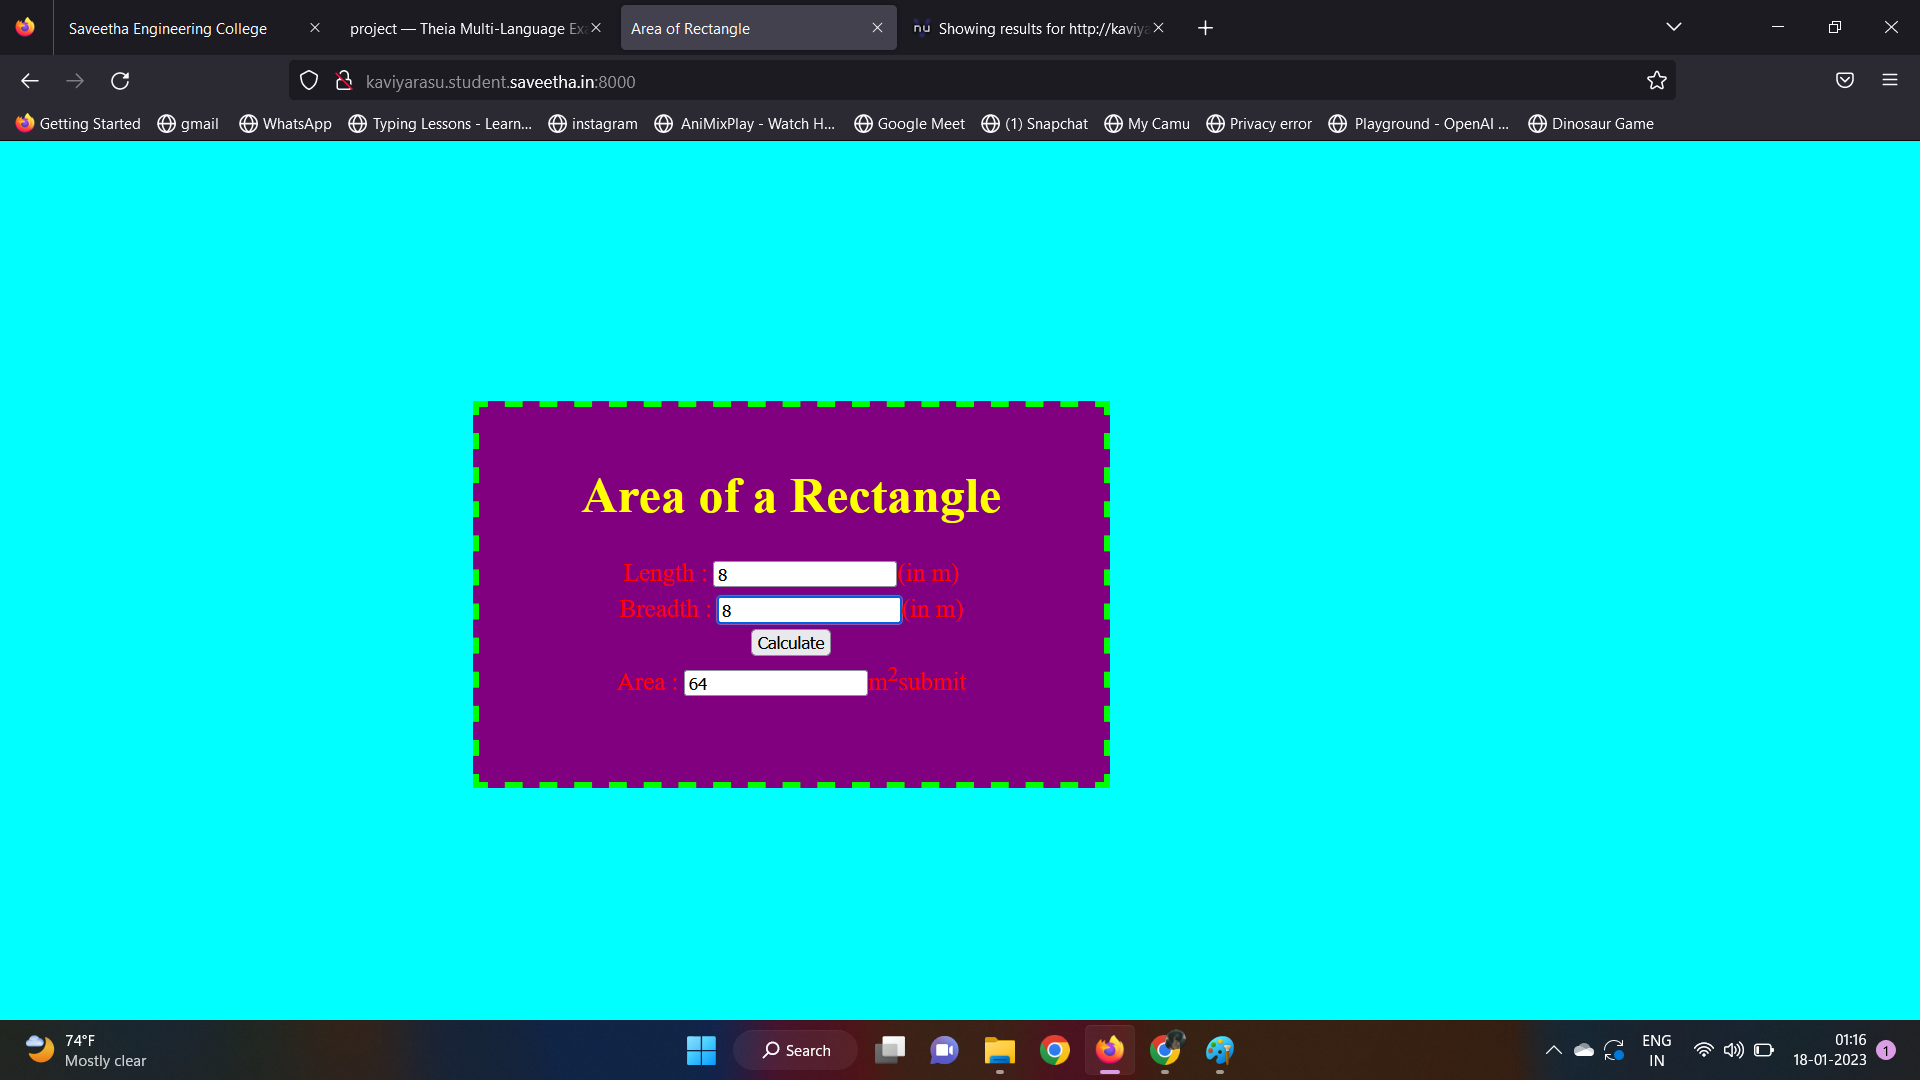 Saveetha Engineering College
project — Theia Multi-Language Ex
Area of Rectangle
nu Showing results for http://kaviya
kaviyarasu.student.saveetha.in:8000
Getting Started gmail WhatsApp Typing Lessons - Learn... instagram AniMixPlay - Watch H... Google Meet (1) Snapchat My Camu Privacy error Playground - OpenAI ... Dinosaur Game
Area of a Rectangle
Length : 8 (in m)
Breadth : 8 (in m)
Calculate
Area : 64 m²submit
74°F
Mostly clear
Search
ENG
IN
01:16
18-01-2023
1